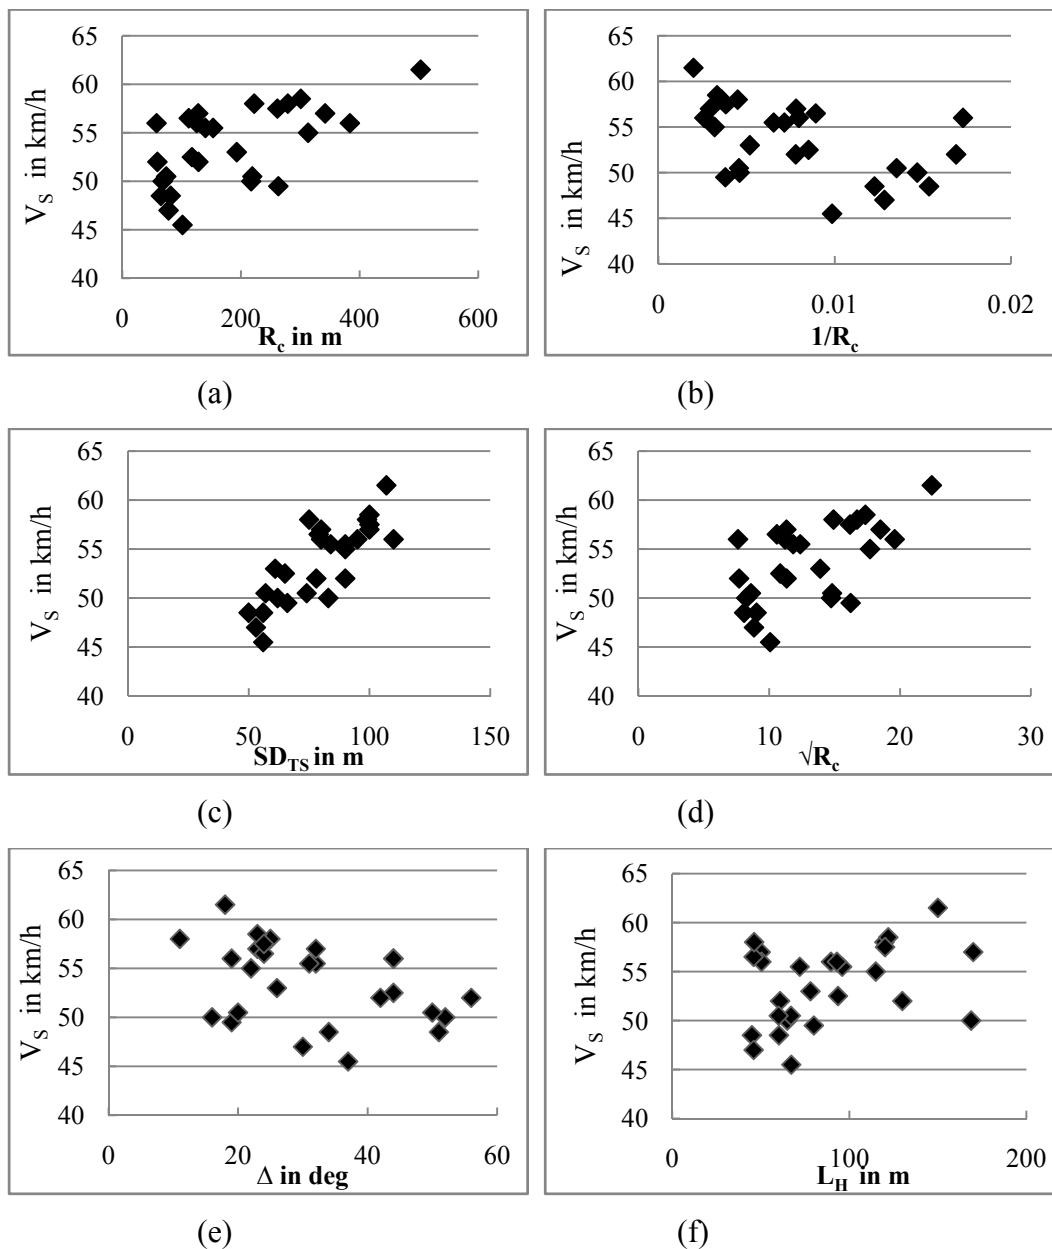 65
60
55
50
45
40
V_S in km/h
0 200 400 600
R_c in m
(a)
65
60
55
50
45
40
V_S in km/h
0 0.01 0.02
1/R_c
(b)
65
60
55
50
45
40
V_S in km/h
0 50 100 150
SD_TS in m
(c)
65
60
55
50
45
40
V_S in km/h
0 10 20 30
√R_c
(d)
65
60
55
50
45
40
V_S in km/h
0 20 40 60
Δ in deg
(e)
65
60
55
50
45
40
V_S in km/h
0 100 200
L_H in m
(f)